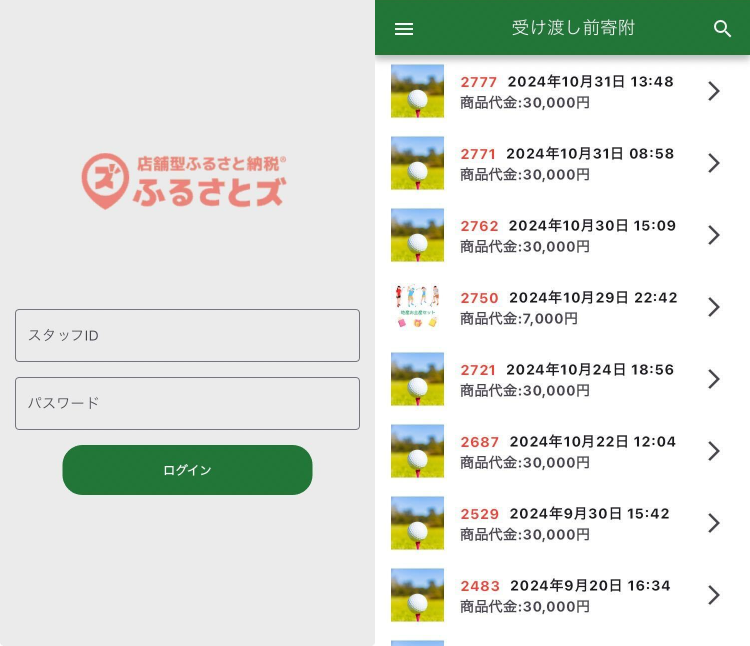 ズ
店舗型ふるさと納税®
ふるさとズ
スタッフID
パスワード
ログイン
受け渡し前寄附
2777 2024年10月31日 13:48
商品代金:30,000円
2771 2024年10月31日 08:58
商品代金:30,000円
2762 2024年10月30日 15:09
商品代金:30,000円
2750 2024年10月29日 22:42
商品代金:7,000円
2721 2024年10月24日 18:56
商品代金:30,000円
2687 2024年10月22日 12:04
商品代金:30,000円
2529 2024年9月30日 15:42
商品代金:30,000円
2483 2024年9月20日 16:34
商品代金:30,000円